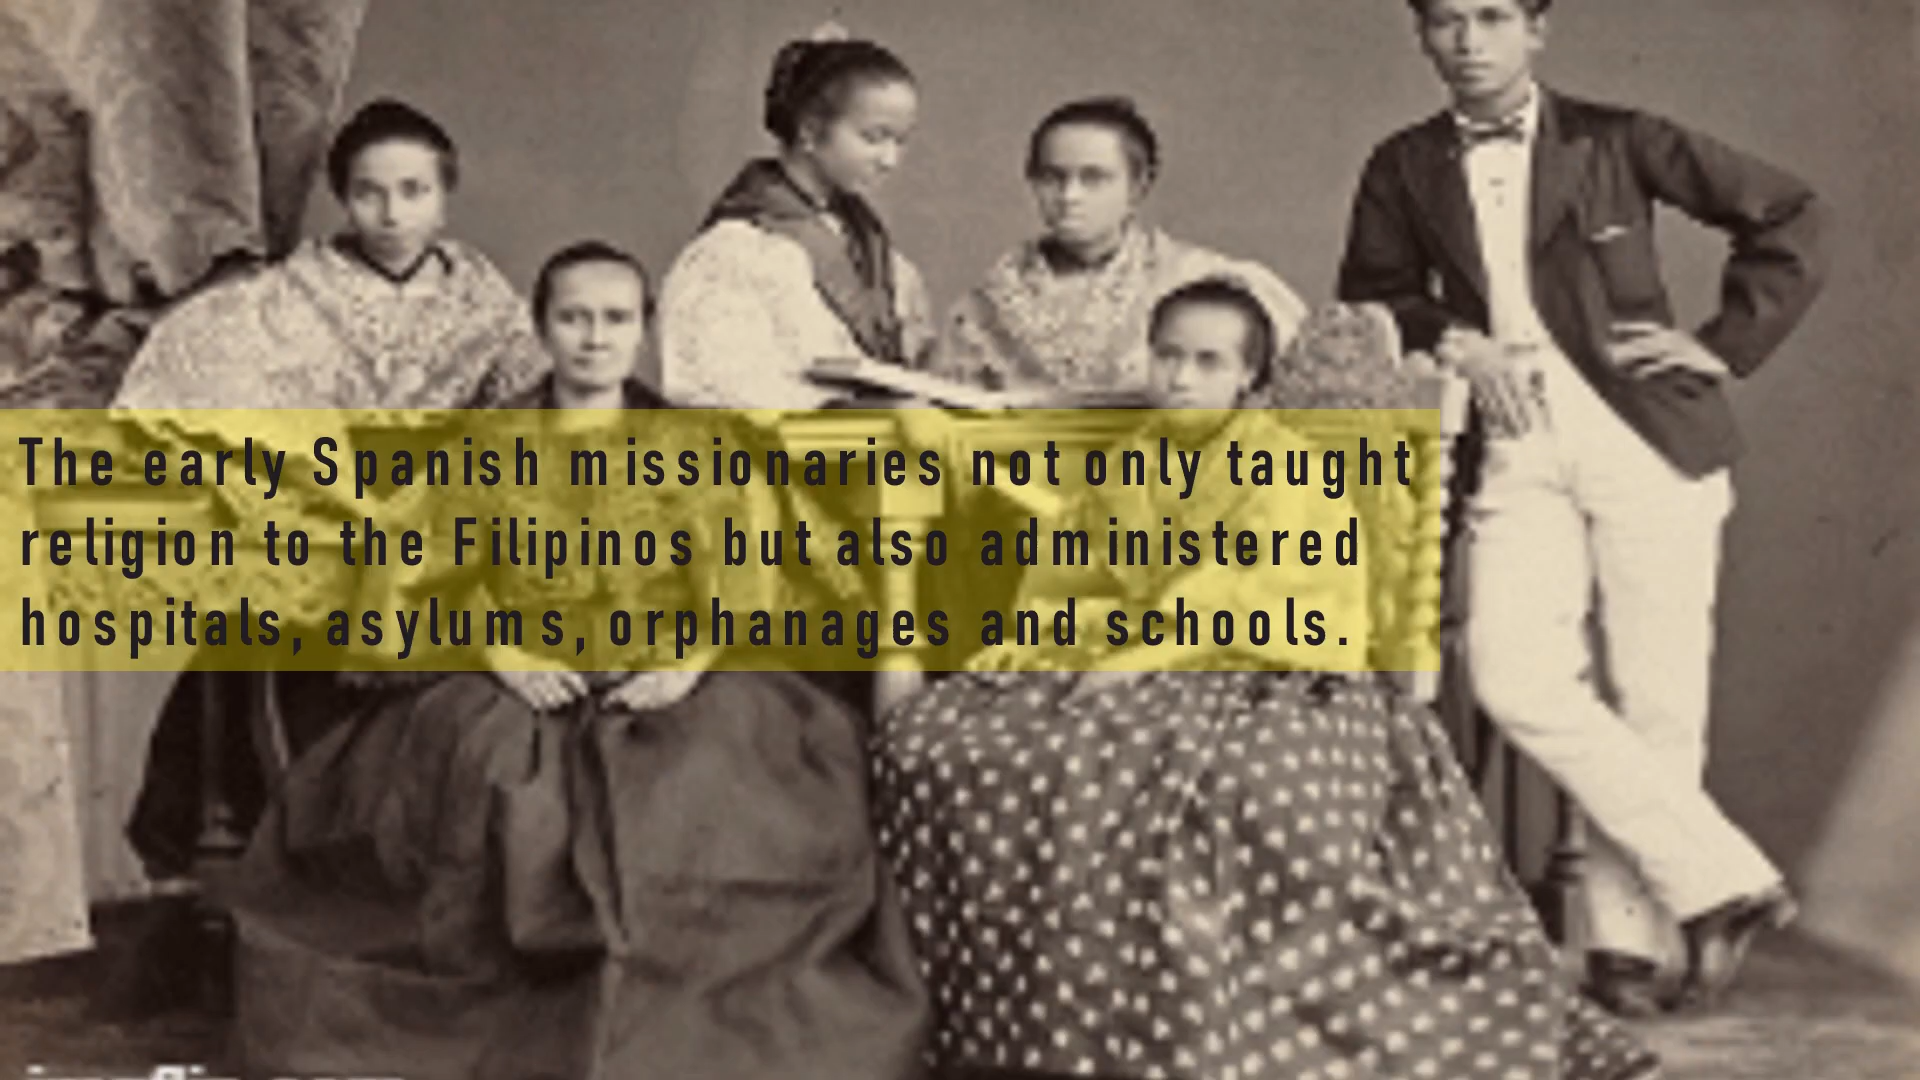 The early Spanish missionaries not only taught
religion to the Filipinos but also administered
hospitals, asylums, orphanages and schools.